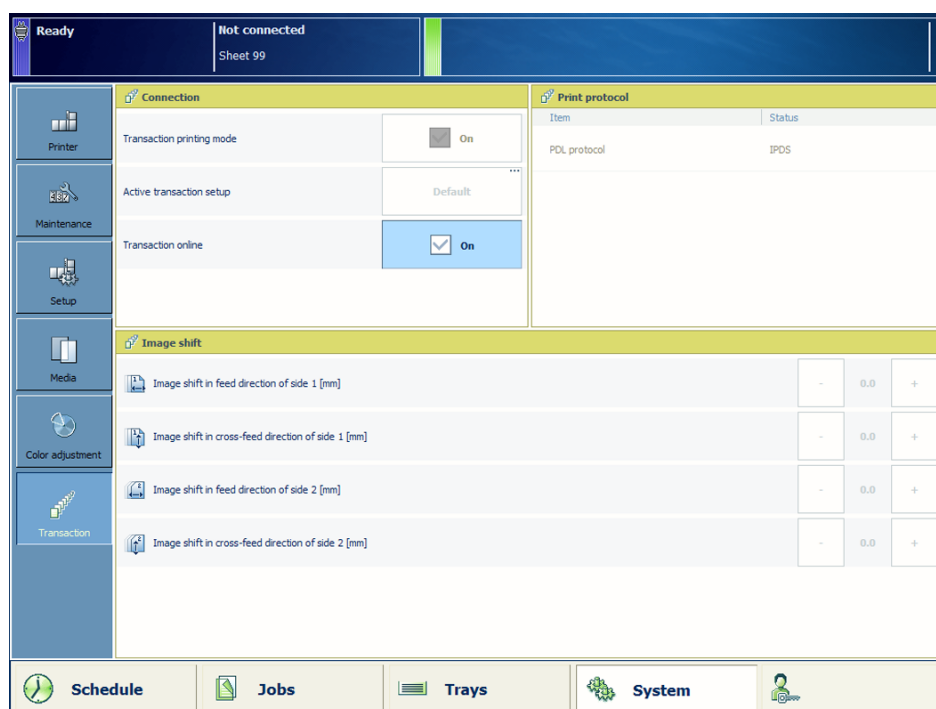 Ready
Not connected
Sheet 99
Printer
Maintenance
Setup
Media
Color adjustment
Transaction
Connection
Transaction printing mode
On
Active transaction setup
Default
...
Transaction online
On
Print protocol
Item Status
PDL protocol IPDS
Image shift
Image shift in feed direction of side 1 [mm] - 0.0 +
Image shift in cross-feed direction of side 1 [mm] - 0.0 +
Image shift in feed direction of side 2 [mm] - 0.0 +
Image shift in cross-feed direction of side 2 [mm] - 0.0 +
Schedule
Jobs
Trays
System